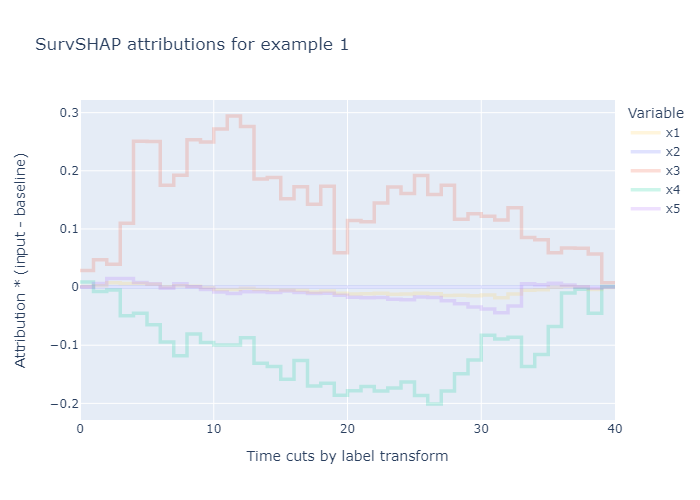 SurvSHAP attributions for example 1
Variable
x1
x2
x3
x4
x5
0.3
0.2
0.1
0
−0.1
−0.2
Attribution * (input - baseline)
0
10
20
30
40
Time cuts by label transform